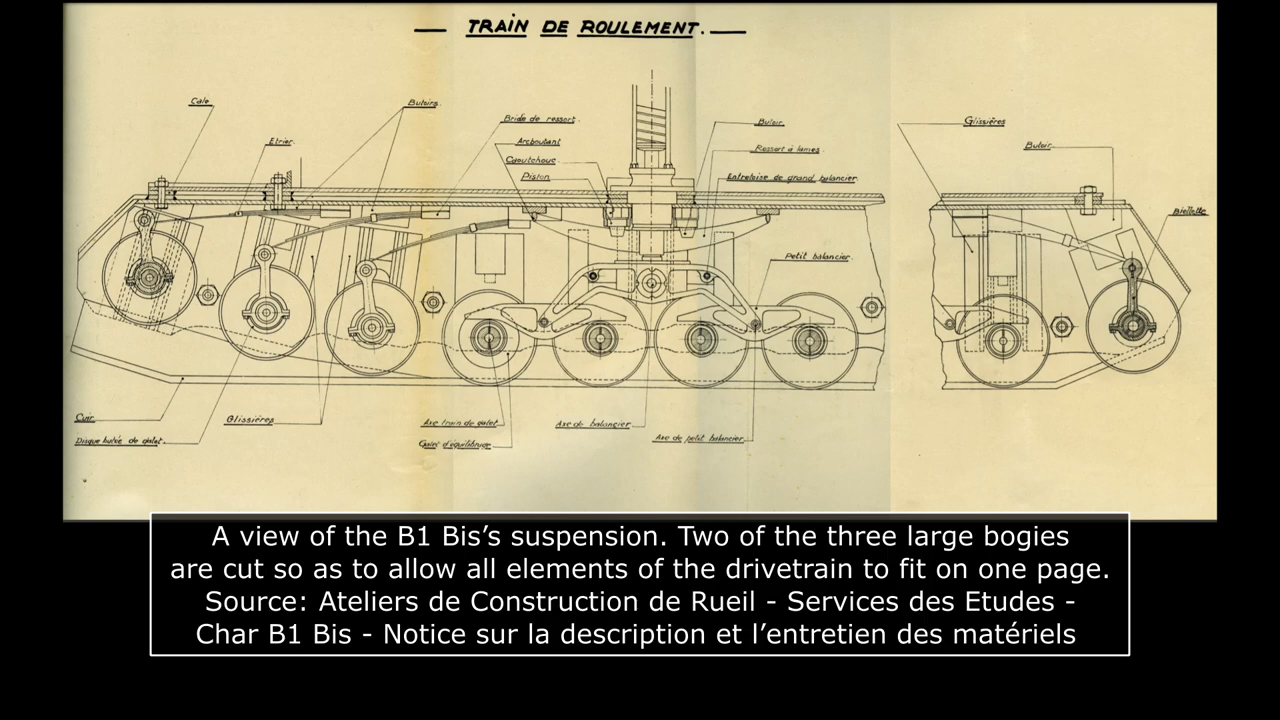 — TRAIN DE ROULEMENT. —
Cale
Butoirs.
Etrier.
Bride de ressort.
Arcboutant
Caoutchouc.
Piston
Butoir.
Ressort à lames.
Entretoise de grand balancier.
Glissières
Butoir.
Biellette
Petit balancier.
Cuir.
Disque butée de galet.
Glissières
Axe train de galet.
Axe de balancier.
Axe de petit balancier.
A view of the B1 Bis’s suspension. Two of the three large bogies
are cut so as to allow all elements of the drivetrain to fit on one page.
Source: Ateliers de Construction de Rueil - Services des Etudes -
Char B1 Bis - Notice sur la description et l’entretien des matériels